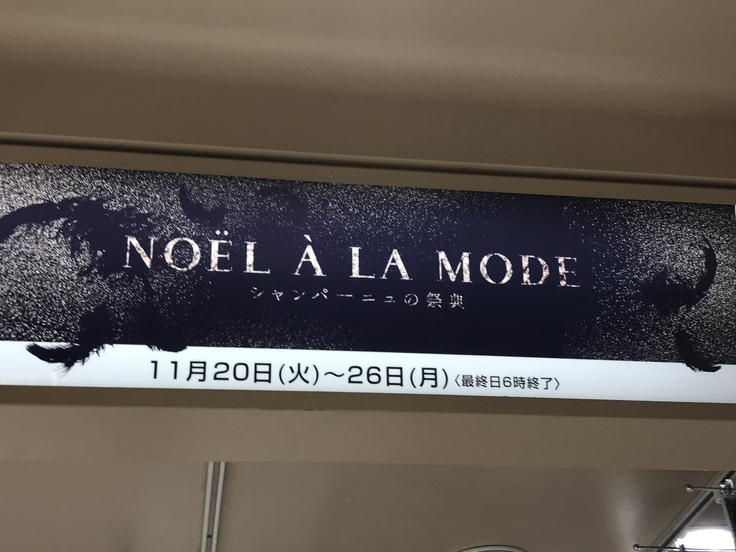 NOËL À LA MODE
シャンパーニュの祭典
11月20日(火)～26日(月)〈最終日6時終了〉